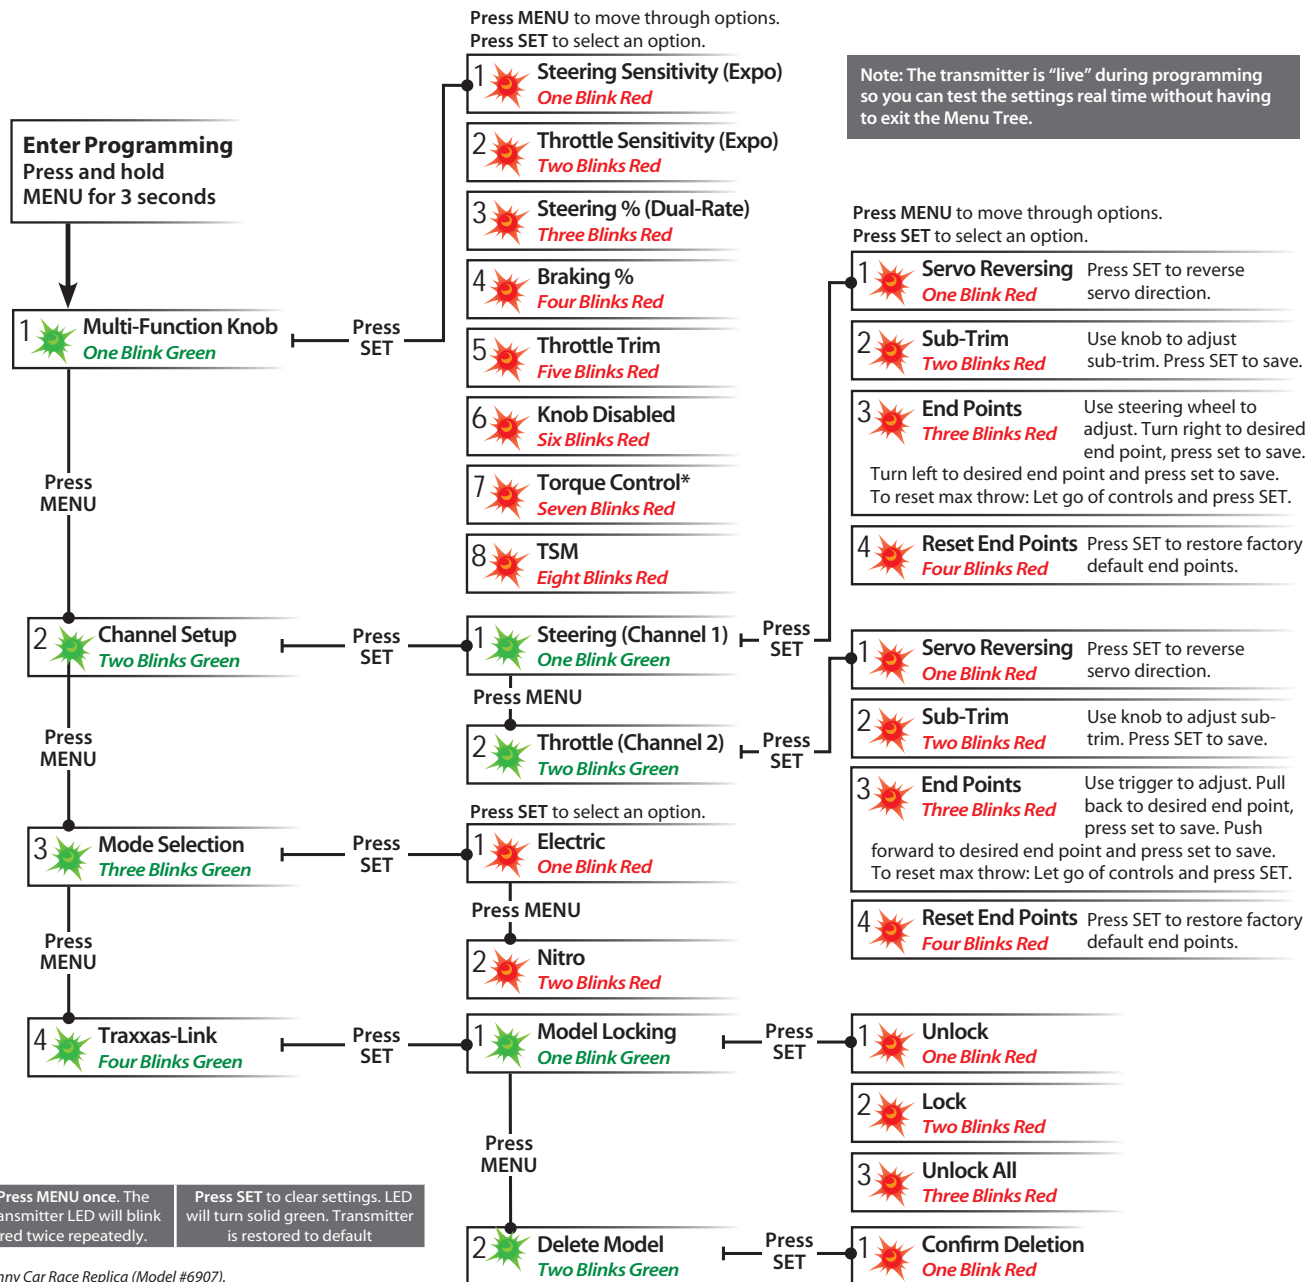 Press MENU to move through options.
Press SET to select an option.
1 Steering Sensitivity (Expo)
One Blink Red
2 Throttle Sensitivity (Expo)
Two Blinks Red
3 Steering % (Dual-Rate)
Three Blinks Red
4 Braking %
Four Blinks Red
5 Throttle Trim
Five Blinks Red
6 Knob Disabled
Six Blinks Red
7 Torque Control*
Seven Blinks Red
8 TSM
Eight Blinks Red
Note: The transmitter is “live” during programming
so you can test the settings real time without having
to exit the Menu Tree.
Enter Programming
Press and hold
MENU for 3 seconds
1 Multi-Function Knob
One Blink Green
Press
SET
Press
MENU
2 Channel Setup
Two Blinks Green
Press
SET
1 Steering (Channel 1)
One Blink Green
Press
SET
Press MENU
2 Throttle (Channel 2)
Two Blinks Green
Press
SET
Press MENU to move through options.
Press SET to select an option.
1 Servo Reversing Press SET to reverse
One Blink Red servo direction.
2 Sub-Trim Use knob to adjust
Two Blinks Red sub-trim. Press SET to save.
3 End Points Use steering wheel to
Three Blinks Red adjust. Turn right to desired
end point, press set to save.
Turn left to desired end point and press set to save.
To reset max throw: Let go of controls and press SET.
4 Reset End Points Press SET to restore factory
Four Blinks Red default end points.
1 Servo Reversing Press SET to reverse
One Blink Red servo direction.
2 Sub-Trim Use knob to adjust sub-
Two Blinks Red trim. Press SET to save.
3 End Points Use trigger to adjust. Pull
Three Blinks Red back to desired end point,
press set to save. Push
forward to desired end point and press set to save.
To reset max throw: Let go of controls and press SET.
4 Reset End Points Press SET to restore factory
Four Blinks Red default end points.
Press
MENU
3 Mode Selection
Three Blinks Green
Press
SET
Press SET to select an option.
1 Electric
One Blink Red
Press MENU
2 Nitro
Two Blinks Red
Press
MENU
4 Traxxas-Link
Four Blinks Green
Press
SET
1 Model Locking
One Blink Green
Press
SET
1 Unlock
One Blink Red
2 Lock
Two Blinks Red
3 Unlock All
Three Blinks Red
Press
MENU
2 Delete Model
Two Blinks Green
Press
SET
1 Confirm Deletion
One Blink Red
Press MENU once. The
ansmitter LED will blink
red twice repeatedly.
Press SET to clear settings. LED
will turn solid green. Transmitter
is restored to default
nny Car Race Replica (Model #6907).